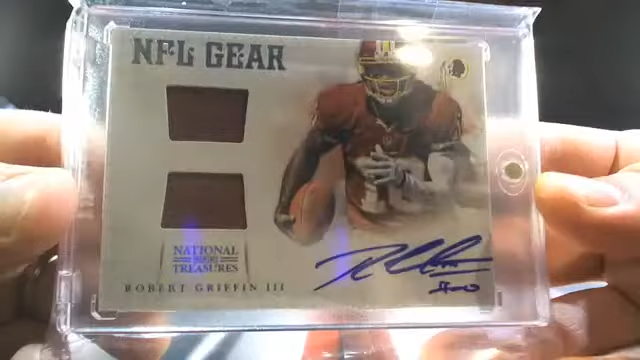 NFL GEAR
NATIONAL
TREASURES
ROBERT GRIFFIN III